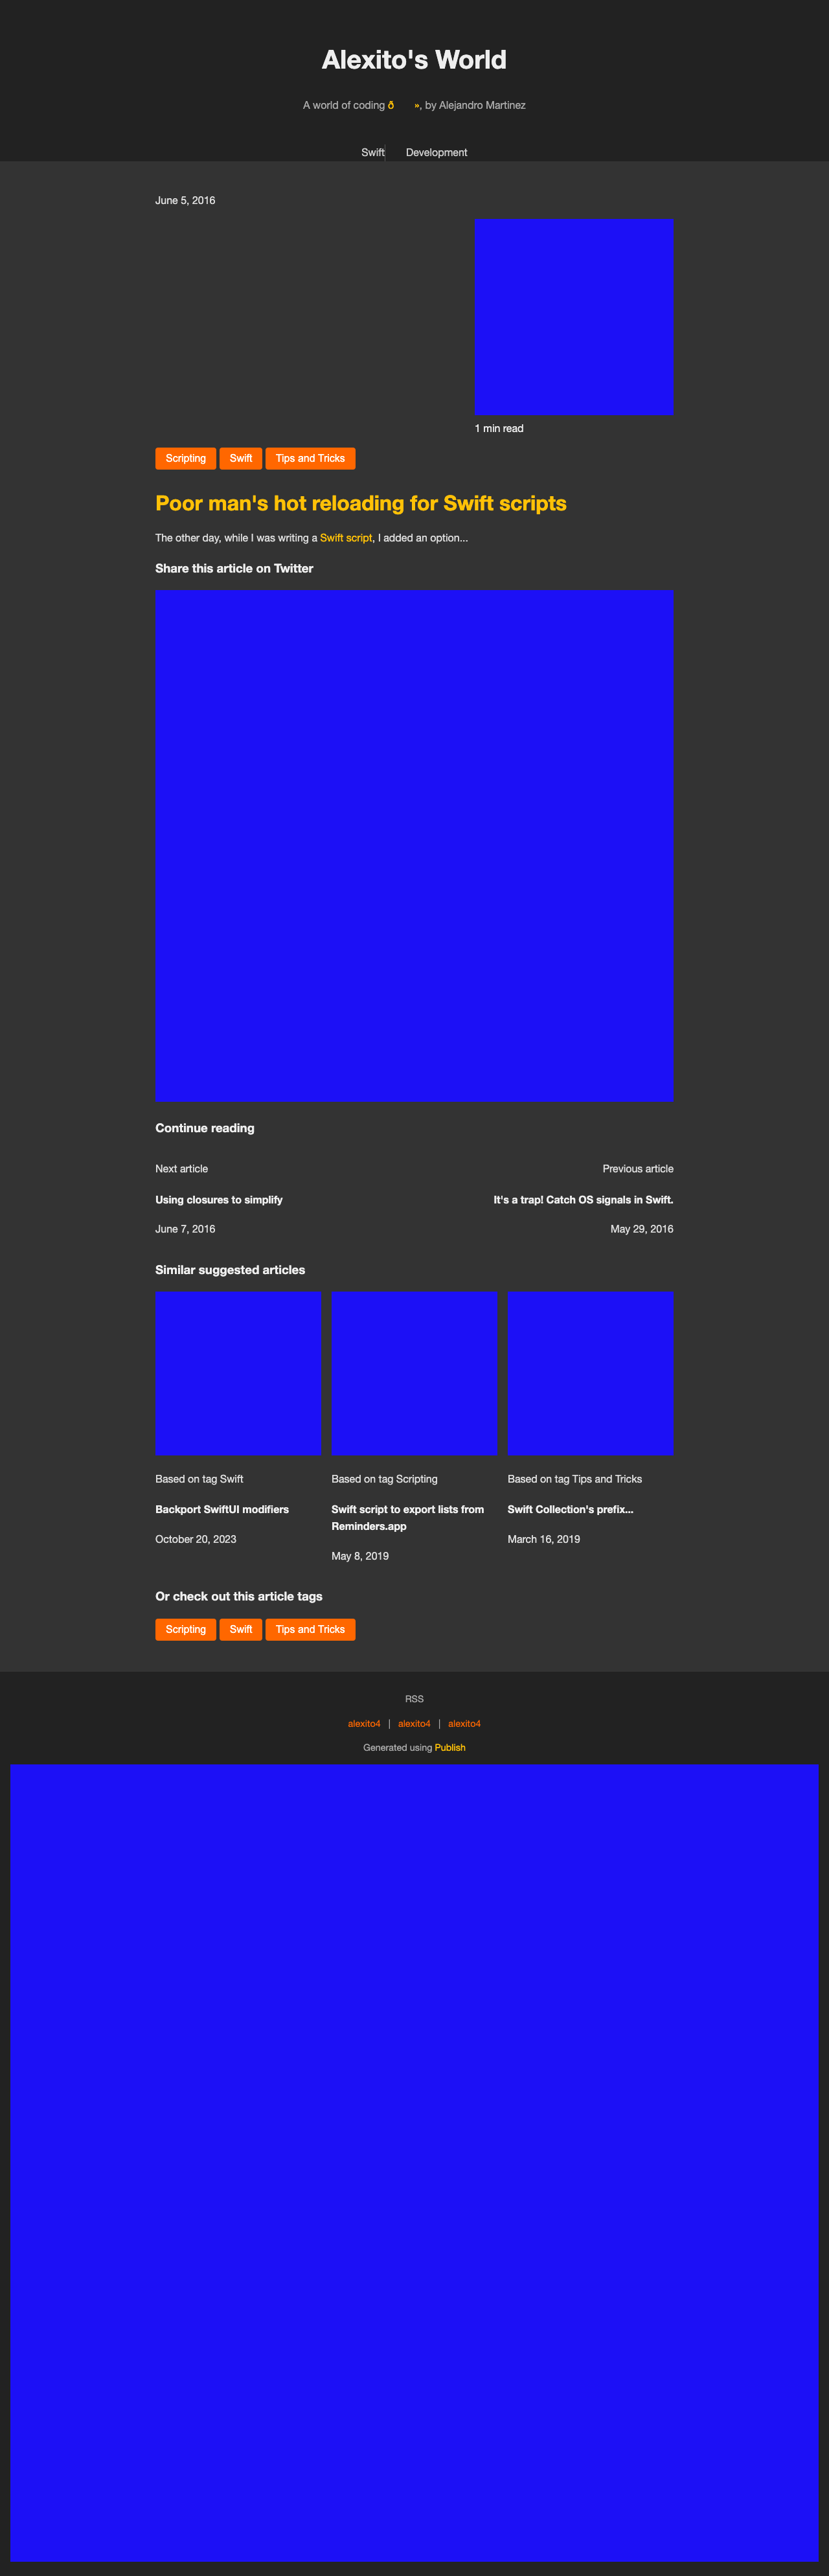 Alexito's World
A world of coding ð », by Alejandro Martinez
Swift
Development
June 5, 2016
1 min read
Scripting Swift Tips and Tricks
Poor man's hot reloading for Swift scripts
The other day, while I was writing a Swift script, I added an option...
Share this article on Twitter
Continue reading
Next article
Using closures to simplify
June 7, 2016
Previous article
It's a trap! Catch OS signals in Swift.
May 29, 2016
Similar suggested articles
Based on tag Swift
Backport SwiftUI modifiers
October 20, 2023
Based on tag Scripting
Swift script to export lists from
Reminders.app
May 8, 2019
Based on tag Tips and Tricks
Swift Collection's prefix...
March 16, 2019
Or check out this article tags
Scripting Swift Tips and Tricks
RSS
alexito4 | alexito4 | alexito4
Generated using Publish